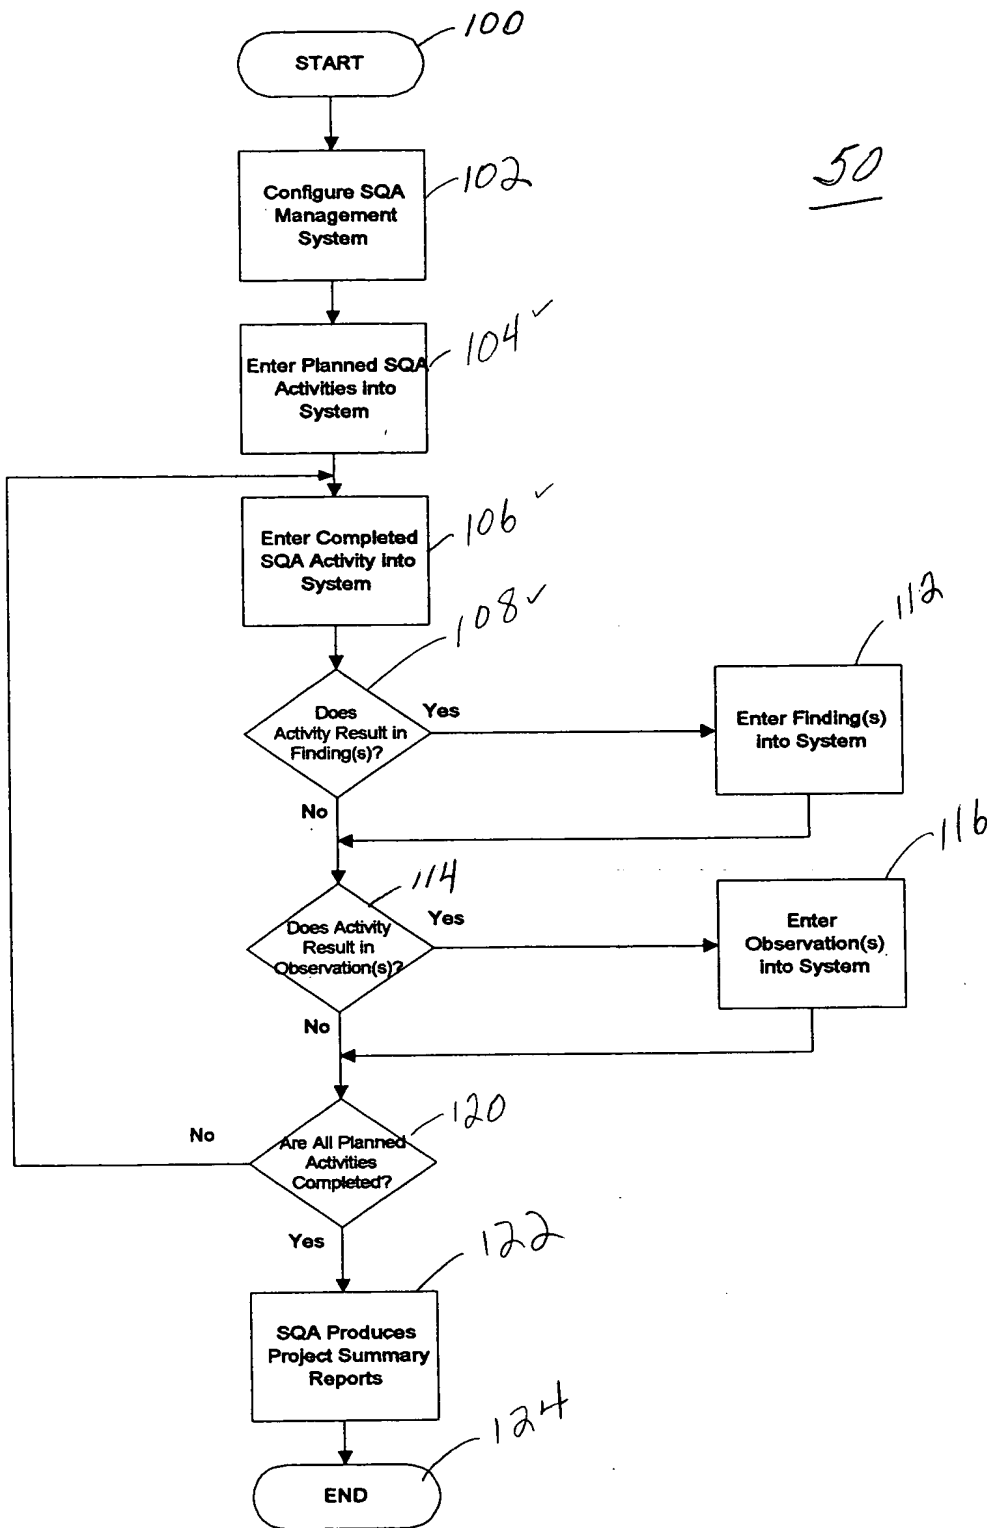 100
START
50
102
Configure SQA
Management
System
104 ✓
Enter Planned SQA
Activities into
System
106 ✓
Enter Completed
SQA Activity into
System
108 ✓
112
Does
Activity Result in
Finding(s)?
Yes
Enter Finding(s)
into System
No
116
114
Does Activity
Result in
Observation(s)?
Yes
Enter
Observation(s)
into System
No
120
No
Are All Planned
Activities
Completed?
Yes
122
SQA Produces
Project Summary
Reports
124
END